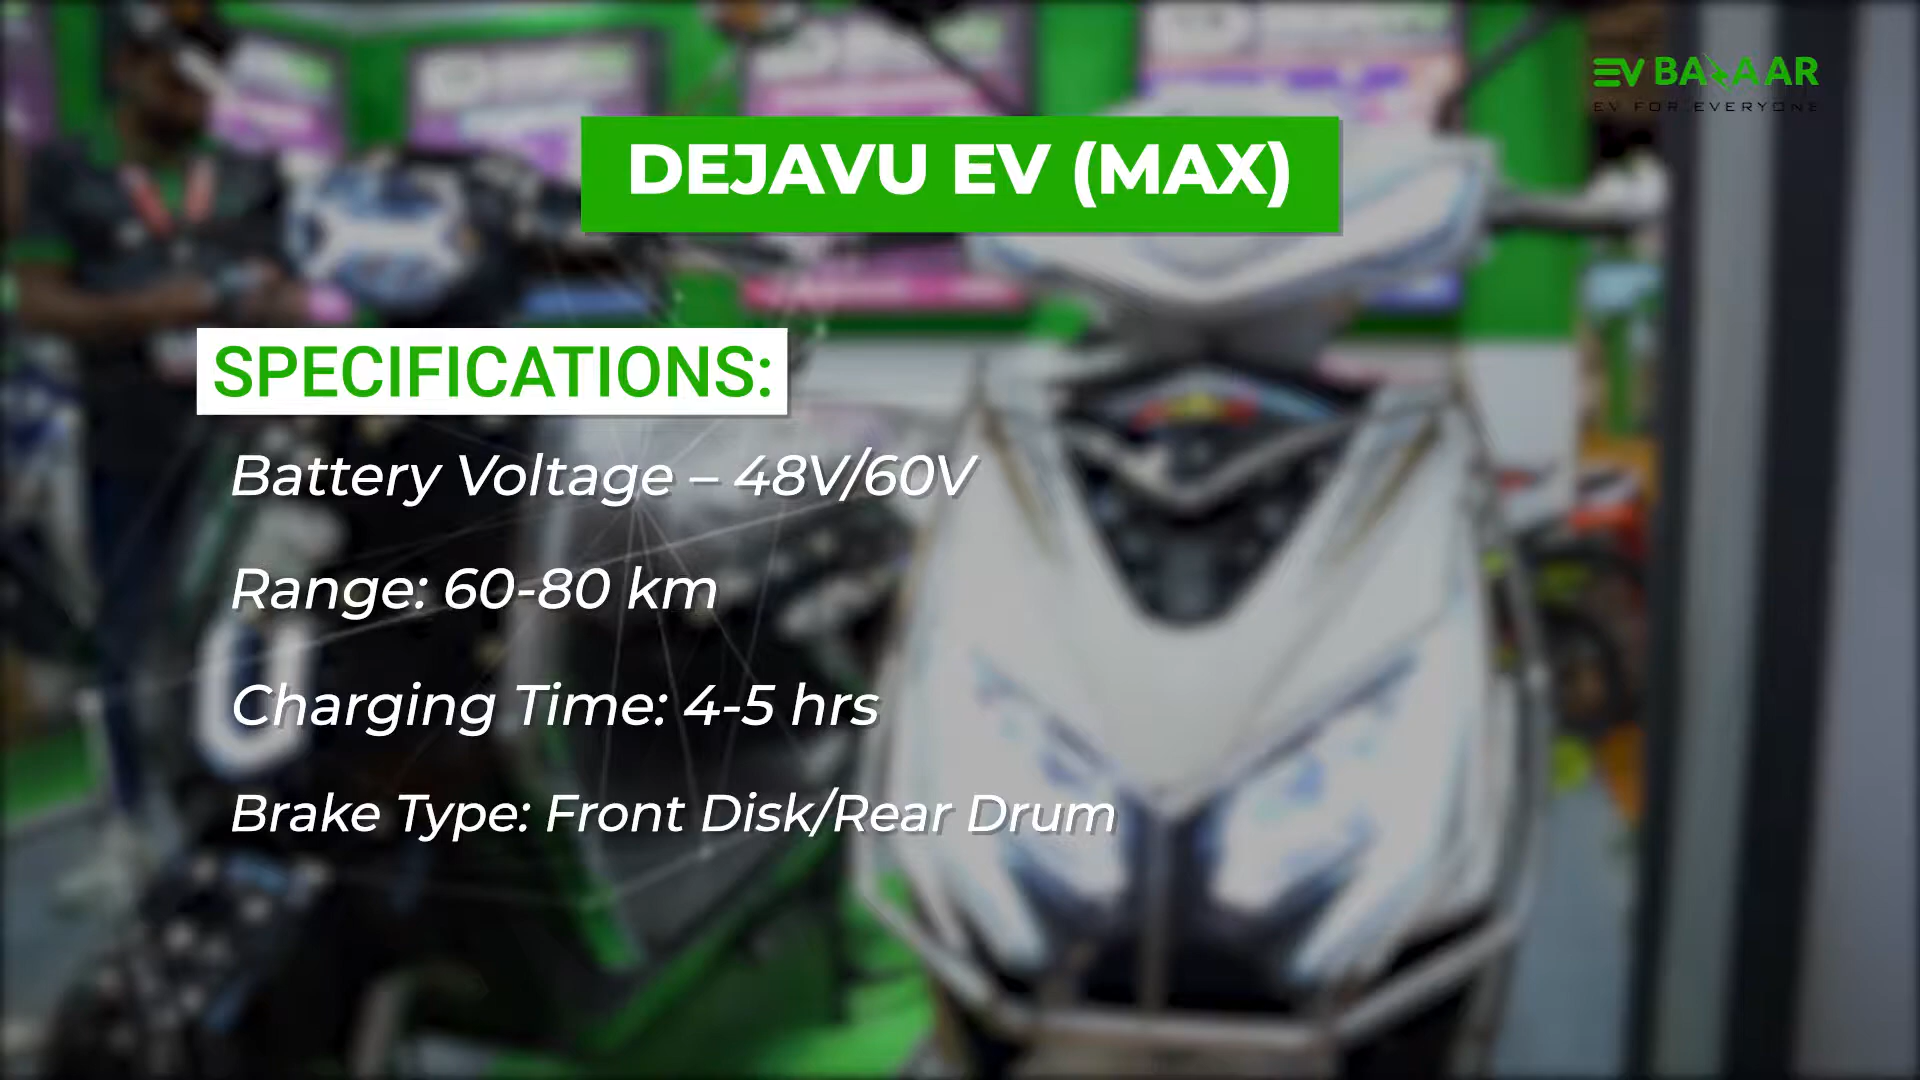 EV BAZAAR
EV FOR EVERYONE
DEJAVU EV (MAX)
SPECIFICATIONS:
Battery Voltage – 48V/60V
Range: 60-80 km
Charging Time: 4-5 hrs
Brake Type: Front Disk/Rear Drum